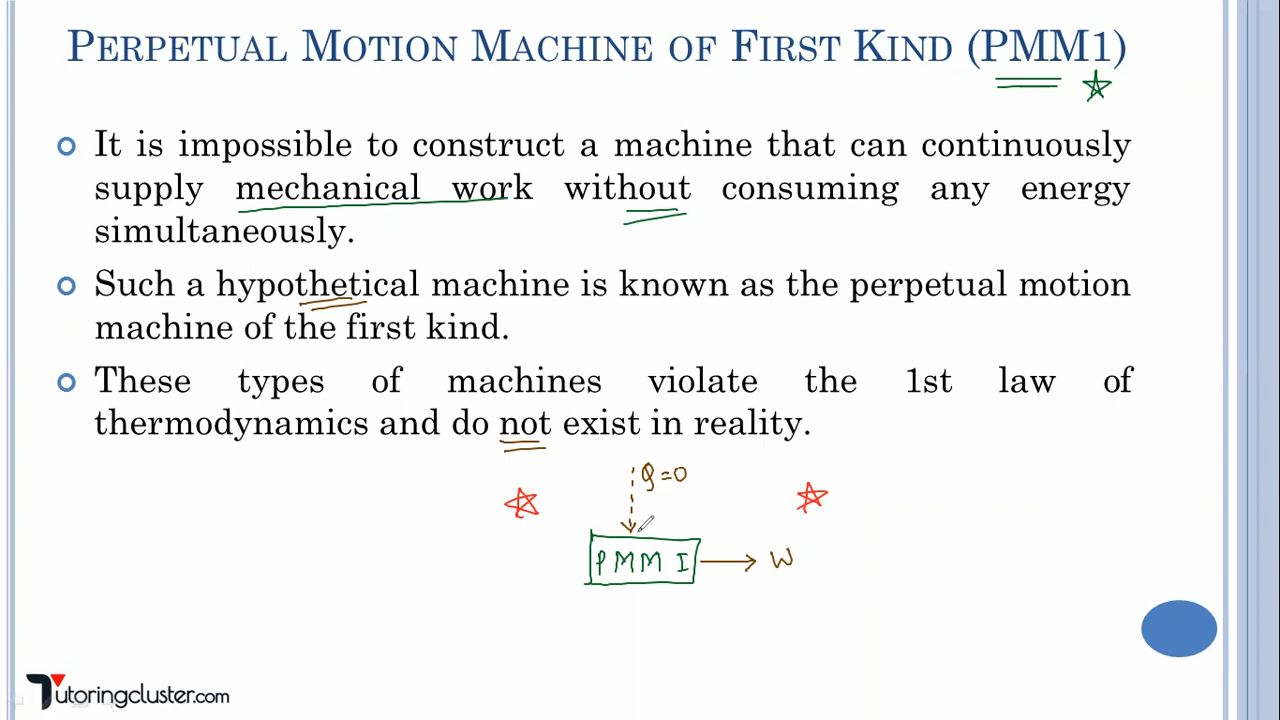 PERPETUAL MOTION MACHINE OF FIRST KIND (PMM1)
It is impossible to construct a machine that can continuously
supply mechanical work without consuming any energy
simultaneously.
Such a hypothetical machine is known as the perpetual motion
machine of the first kind.
These types of machines violate the 1st law of
thermodynamics and do not exist in reality.
Q=0
PMM I
W
Tutoringcluster.com